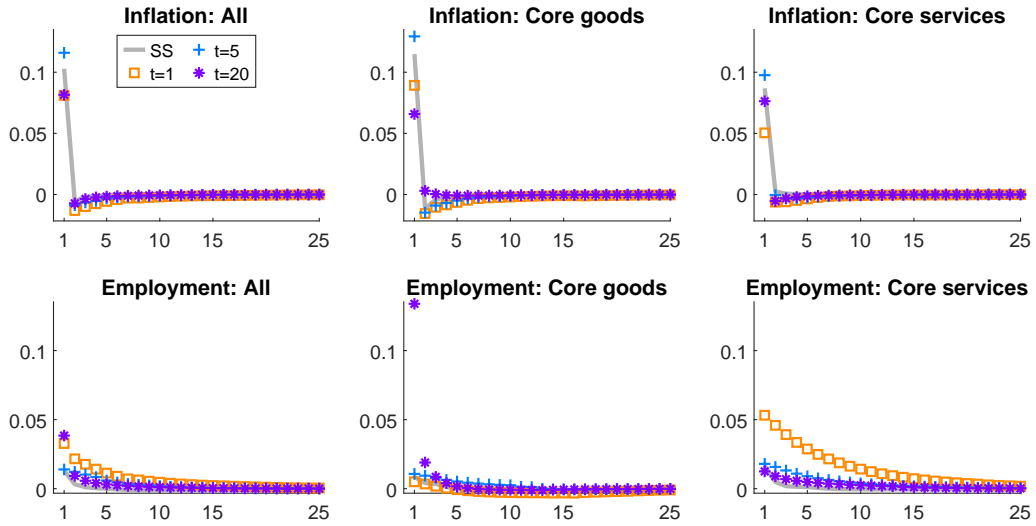 Inflation: All
Inflation: Core goods
Inflation: Core services
SS
t=5
t=1
t=20
0.1
0.05
0
1 5 10 15 25
0.1
0.05
0
1 5 10 15 25
0.1
0.05
0
1 5 10 15 25
Employment: All
Employment: Core goods
Employment: Core services
0.1
0.05
0
1 5 10 15 25
0.1
0.05
0
1 5 10 15 25
0.1
0.05
0
1 5 10 15 25